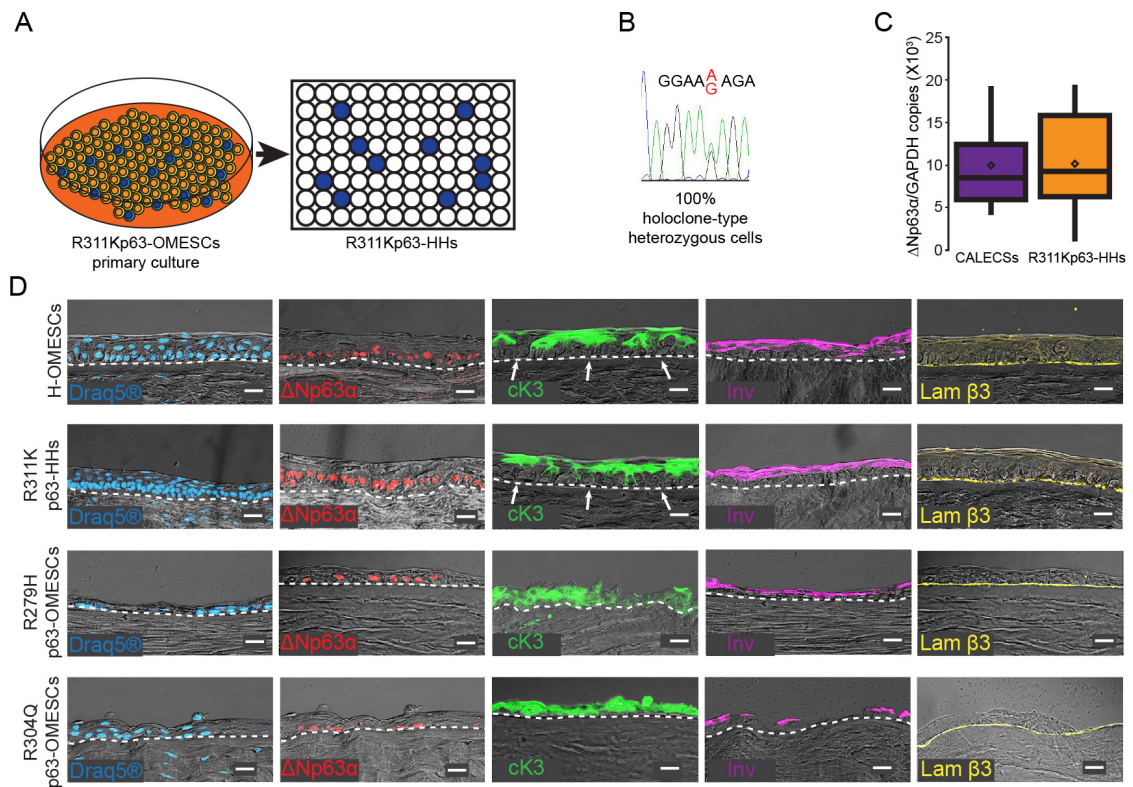 A
B
C
R311Kp63-OMESCs
primary culture
R311Kp63-HHs
GGAA A AGA
G
100%
holoclone-type
heterozygous cells
ΔNp63α/GAPDH copies (X10³)
25
20
15
10
5
0
CALECSs
R311Kp63-HHs
D
H-OMESCs
Draq5®
ΔNp63α
cK3
Inv
Lam β3
R311K
p63-HHs
Draq5®
ΔNp63α
cK3
Inv
Lam β3
R279H
p63-OMESCs
Draq5®
ΔNp63α
cK3
Inv
Lam β3
R304Q
p63-OMESCs
Draq5®
ΔNp63α
cK3
Inv
Lam β3